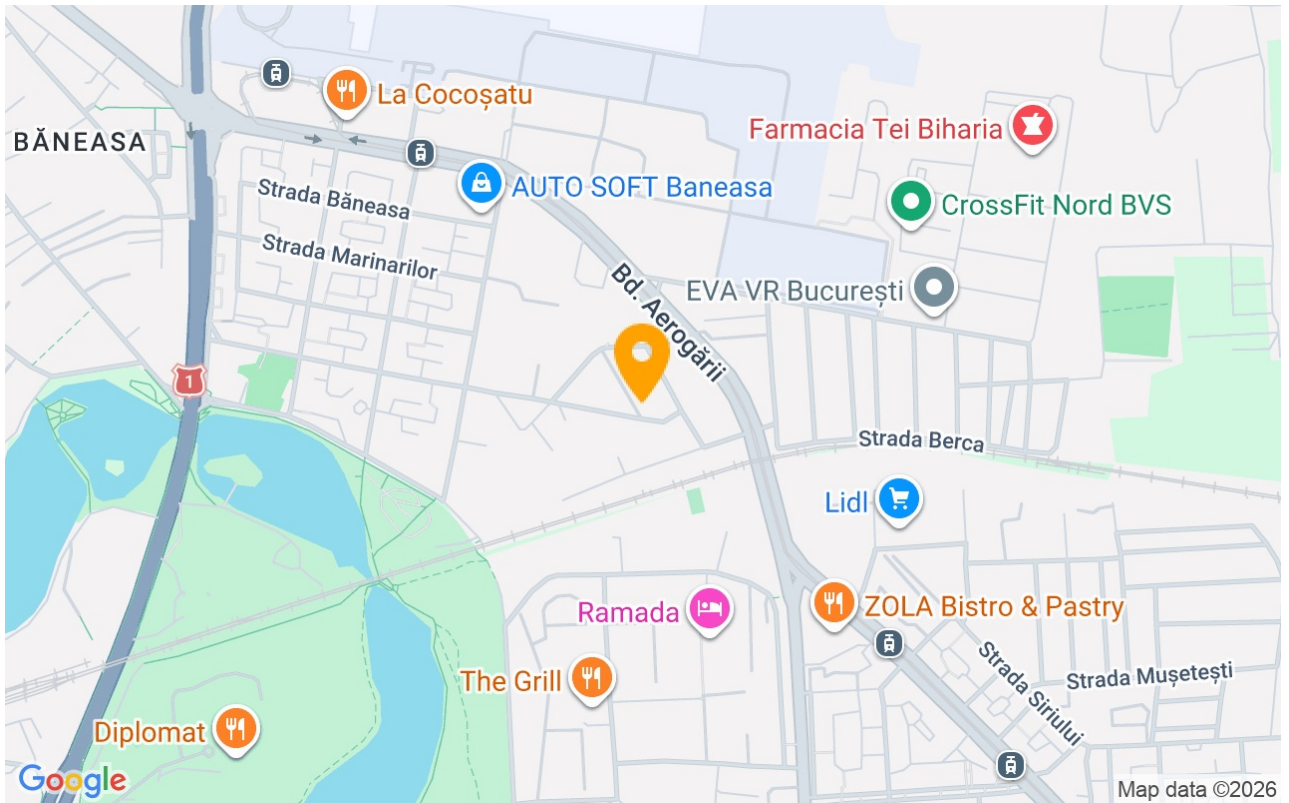 La Cocoșatu
BĂNEASA
Farmacia Tei Biharia
AUTO SOFT Baneasa
Strada Băneasa
CrossFit Nord BVS
Strada Marinarilor
Bd. Aerogării
EVA VR București
1
Strada Berca
Lidl
Ramada
ZOLA Bistro & Pastry
The Grill
Strada Siriului
Strada Mușetești
Diplomat
Google
Map data ©2026